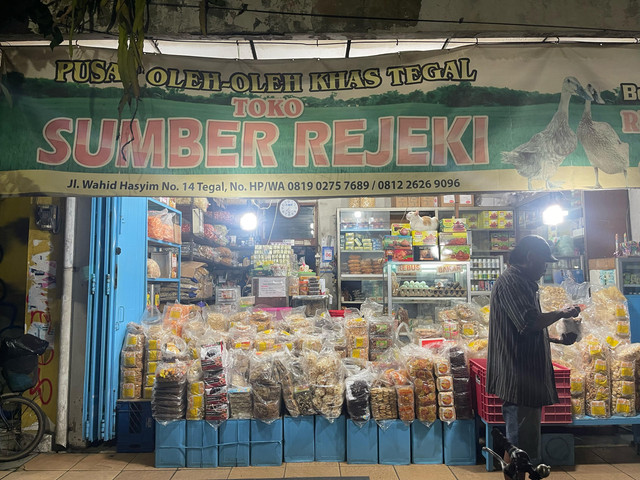 PUSAT OLEH-OLEH KHAS TEGAL
TOKO
SUMBER REJEKI
Jl. Wahid Hasyim No. 14 Tegal, No. HP/WA 0819 0275 7689 / 0812 2626 9096